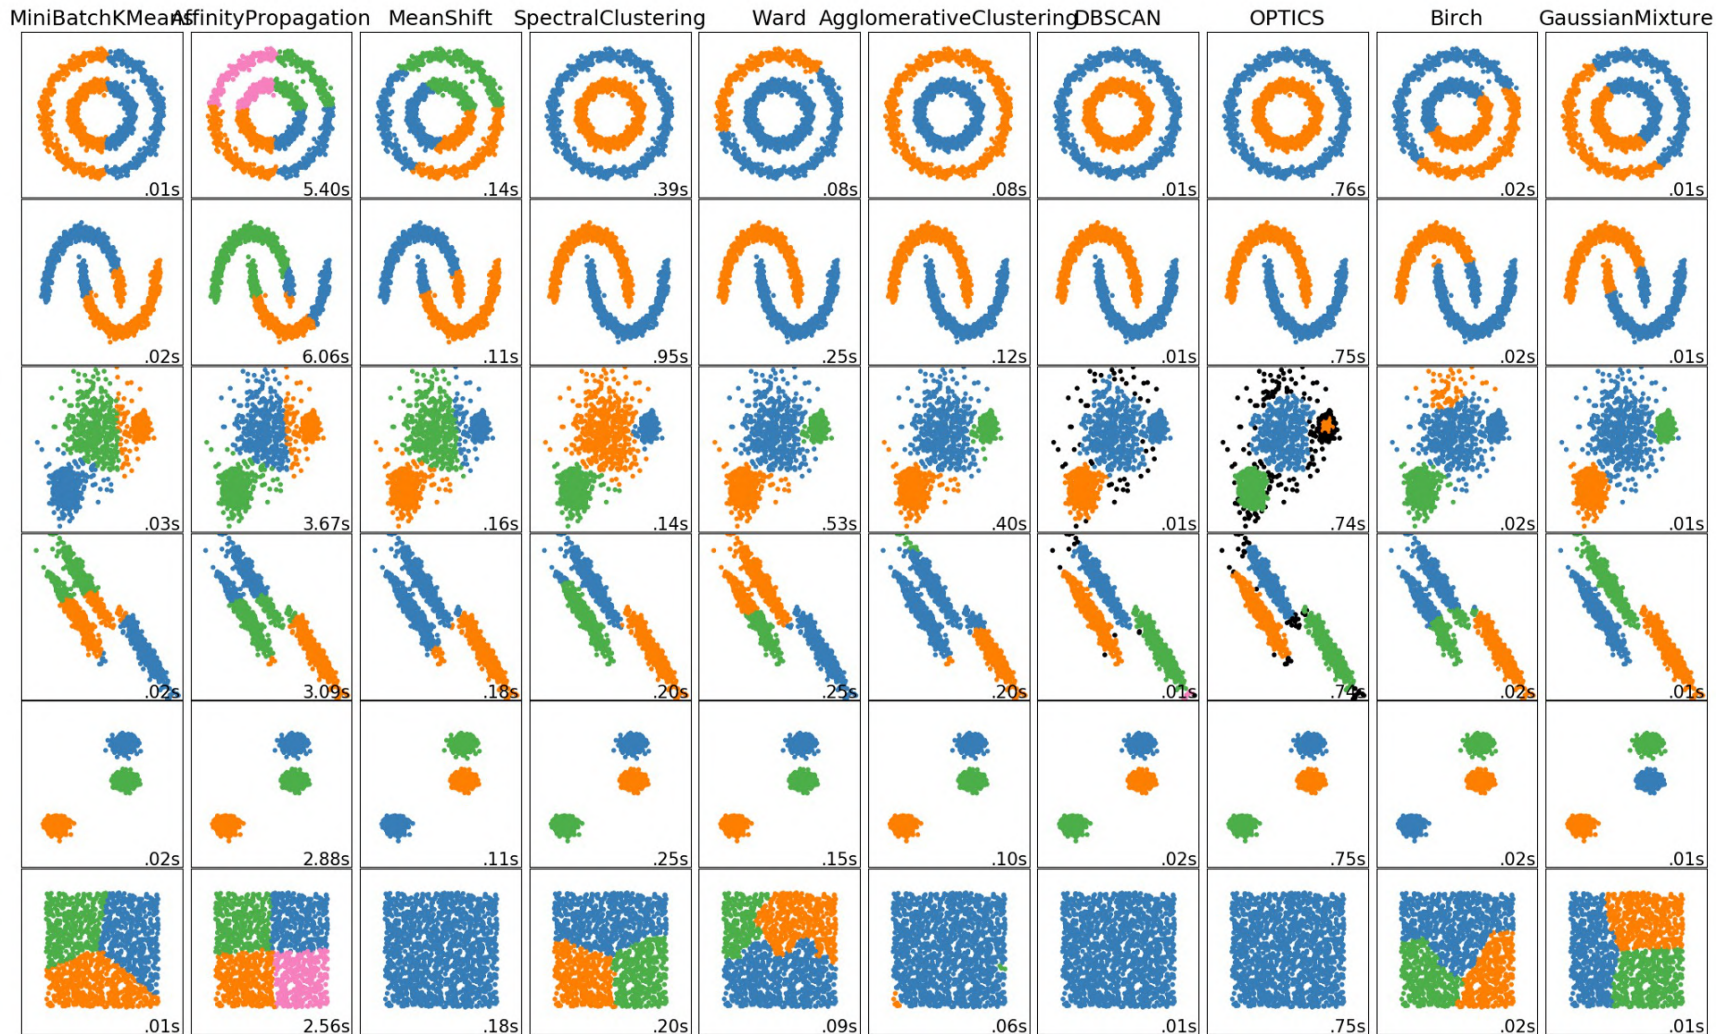 MiniBatchKMeans AffinityPropagation MeanShift SpectralClustering Ward AgglomerativeClustering DBSCAN OPTICS Birch GaussianMixture
.01s 5.40s .14s .39s .08s .08s .01s .76s .02s .01s
.02s 6.06s .11s .95s .25s .12s .01s .75s .02s .01s
.03s 3.67s .16s .14s .53s .40s .01s .74s .02s .01s
.02s 3.09s .18s .20s .25s .20s .01s .74s .02s .01s
.02s 2.88s .11s .25s .15s .10s .02s .75s .02s .01s
.01s 2.56s .18s .20s .09s .06s .01s .75s .01s .01s